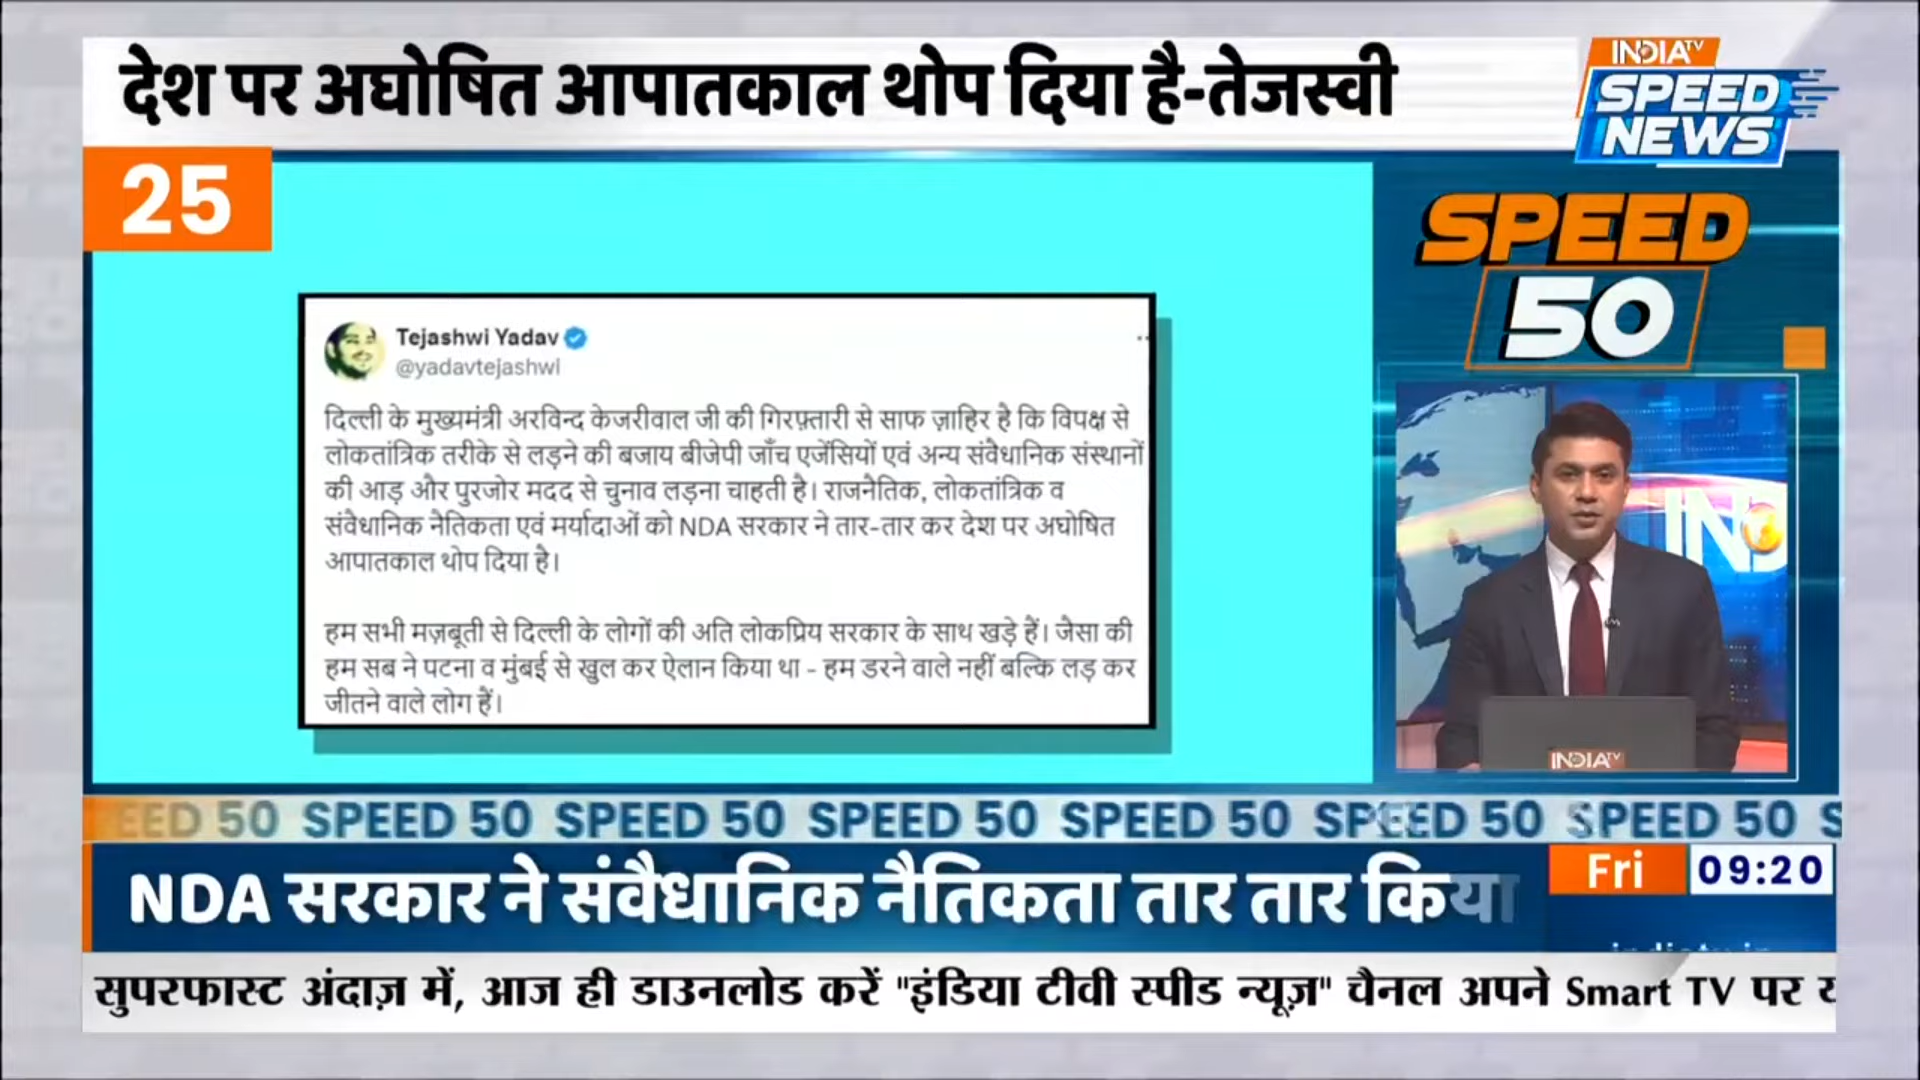 देश पर अघोषित आपातकाल थोप दिया है-तेजस्वी
INDIA TV
SPEED
NEWS
25
SPEED
50
Tejashwi Yadav
@yadavtejashwi
दिल्ली के मुख्यमंत्री अरविन्द केजरीवाल जी की गिरफ़्तारी से साफ ज़ाहिर है कि विपक्ष से
लोकतांत्रिक तरीके से लड़ने की बजाय बीजेपी जाँच एजेंसियों एवं अन्य संवैधानिक संस्थानों
की आड़ और पुरजोर मदद से चुनाव लड़ना चाहती है। राजनैतिक, लोकतांत्रिक व
संवैधानिक नैतिकता एवं मर्यादाओं को NDA सरकार ने तार-तार कर देश पर अघोषित
आपातकाल थोप दिया है।
हम सभी मज़बूती से दिल्ली के लोगों की अति लोकप्रिय सरकार के साथ खड़े हैं। जैसा की
हम सब ने पटना व मुंबई से खुल कर ऐलान किया था - हम डरने वाले नहीं बल्कि लड़ कर
जीतने वाले लोग हैं।
IND
INDIA TV
EED 50 SPEED 50 SPEED 50 SPEED 50 SPEED 50 SPEED 50 SPEED 50 S
NDA सरकार ने संवैधानिक नैतिकता तार तार किया
Fri 09:20
सुपरफास्ट अंदाज़ में, आज ही डाउनलोड करें "इंडिया टीवी स्पीड न्यूज़" चैनल अपने Smart TV पर